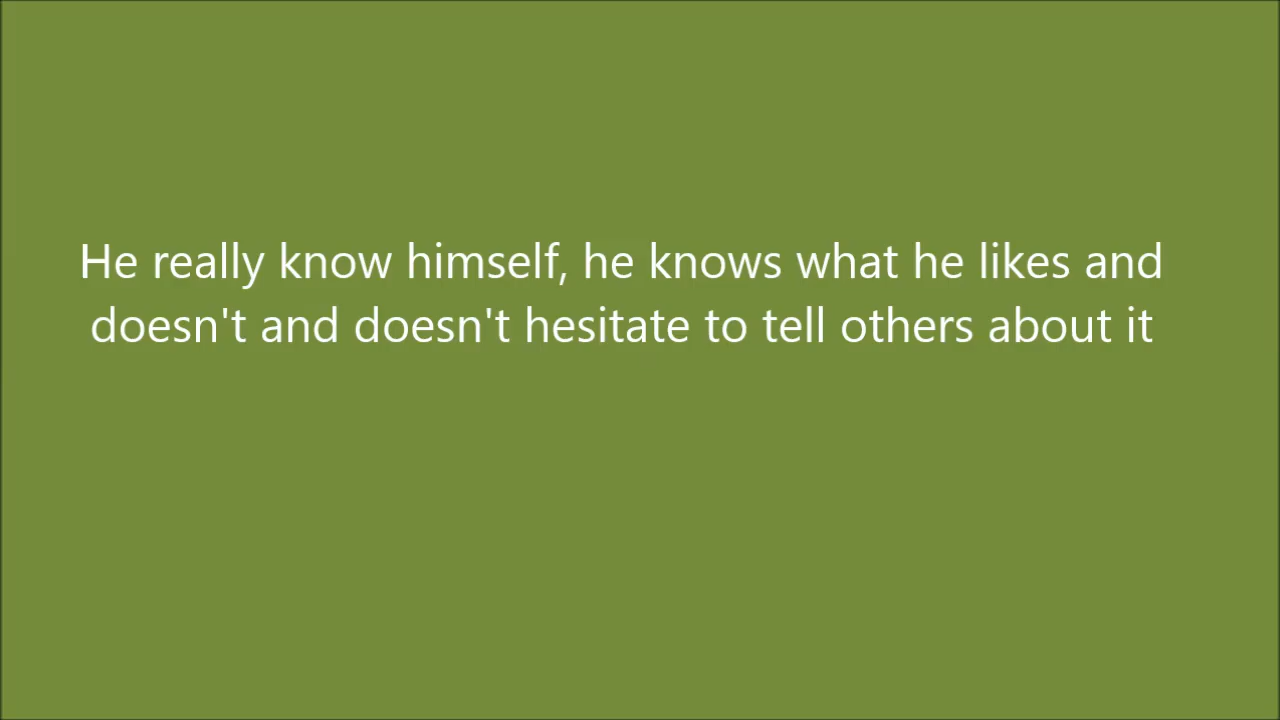 He really know himself, he knows what he likes and
doesn't and doesn't hesitate to tell others about it